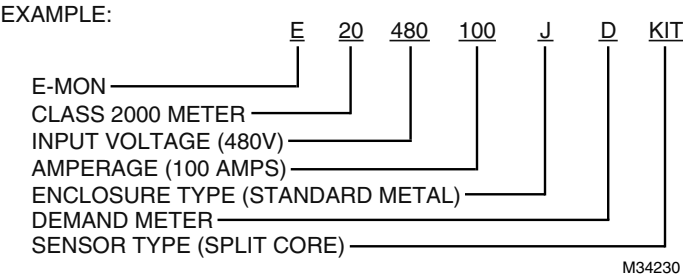 EXAMPLE:
E 20 480 100 J D KIT
E-MON
CLASS 2000 METER
INPUT VOLTAGE (480V)
AMPERAGE (100 AMPS)
ENCLOSURE TYPE (STANDARD METAL)
DEMAND METER
SENSOR TYPE (SPLIT CORE)
M34230